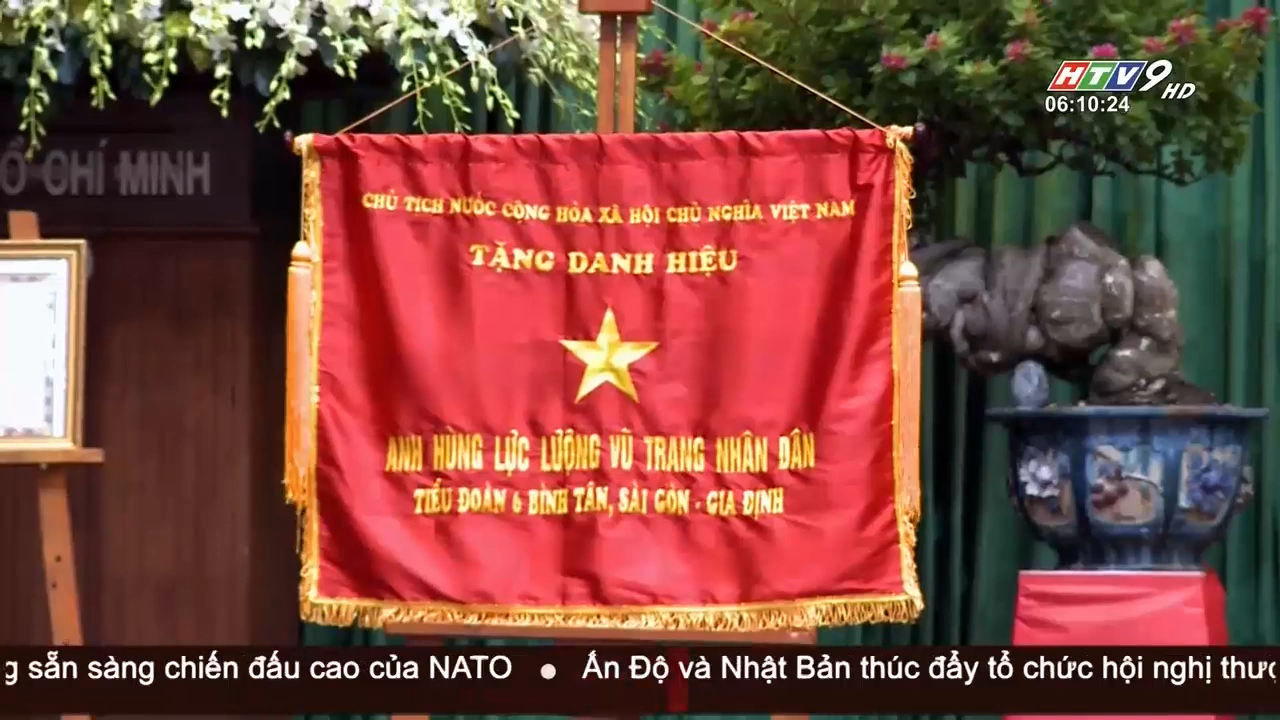 HTV9 HD
06:10:24
Ồ CHÍ MINH
CHỦ TỊCH NƯỚC CỘNG HÒA XÃ HỘI CHỦ NGHĨA VIỆT NAM
TẶNG DANH HIỆU
ANH HÙNG LỰC LƯỢNG VŨ TRANG NHÂN DÂN
TIỂU ĐOÀN 6 BÌNH TÂN, SÀI GÒN - GIA ĐỊNH
g sẵn sàng chiến đấu cao của NATO ● Ấn Độ và Nhật Bản thúc đẩy tổ chức hội nghị thượ